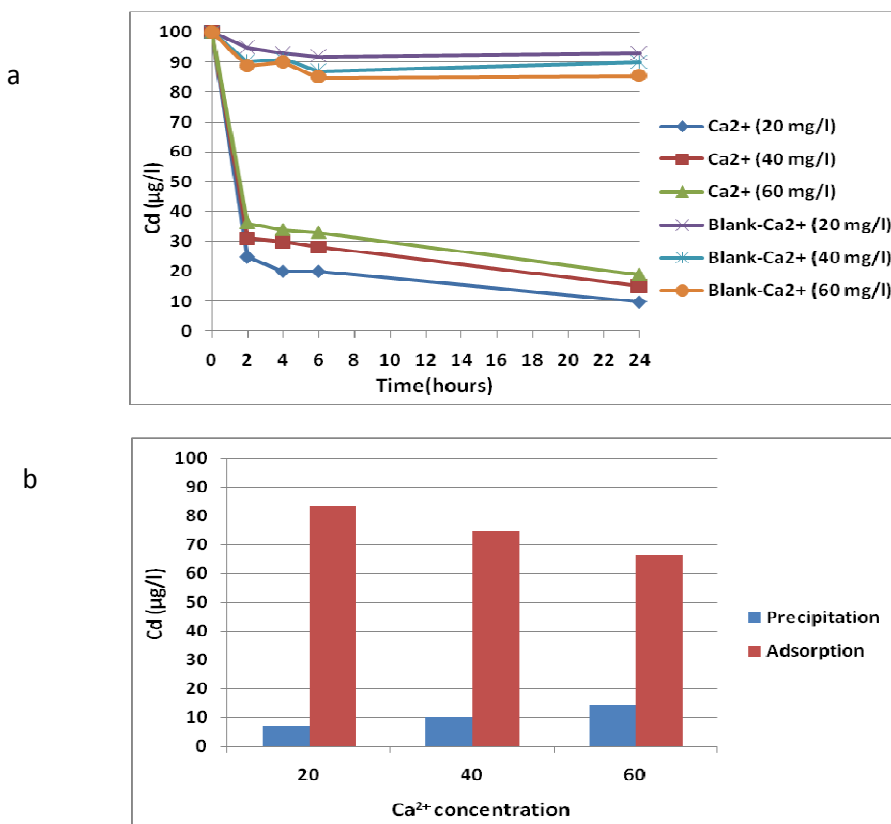 a
100
90
80
70
60
50
40
30
20
10
0
Cd (µg/l)
0 2 4 6 8 10 12 14 16 18 20 22 24
Time(hours)
Ca2+ (20 mg/l)
Ca2+ (40 mg/l)
Ca2+ (60 mg/l)
Blank-Ca2+ (20 mg/l)
Blank-Ca2+ (40 mg/l)
Blank-Ca2+ (60 mg/l)
b
100
90
80
70
60
50
40
30
20
10
0
Cd (µg/l)
20 40 60
Ca²⁺ concentration
Precipitation
Adsorption